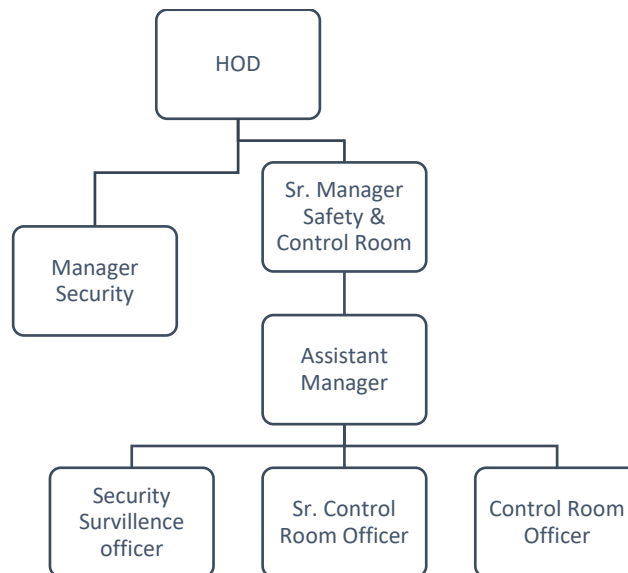 HOD
Sr. Manager
Safety &
Control Room
Manager
Security
Assistant
Manager
Security
Survillence
officer
Sr. Control
Room Officer
Control Room
Officer